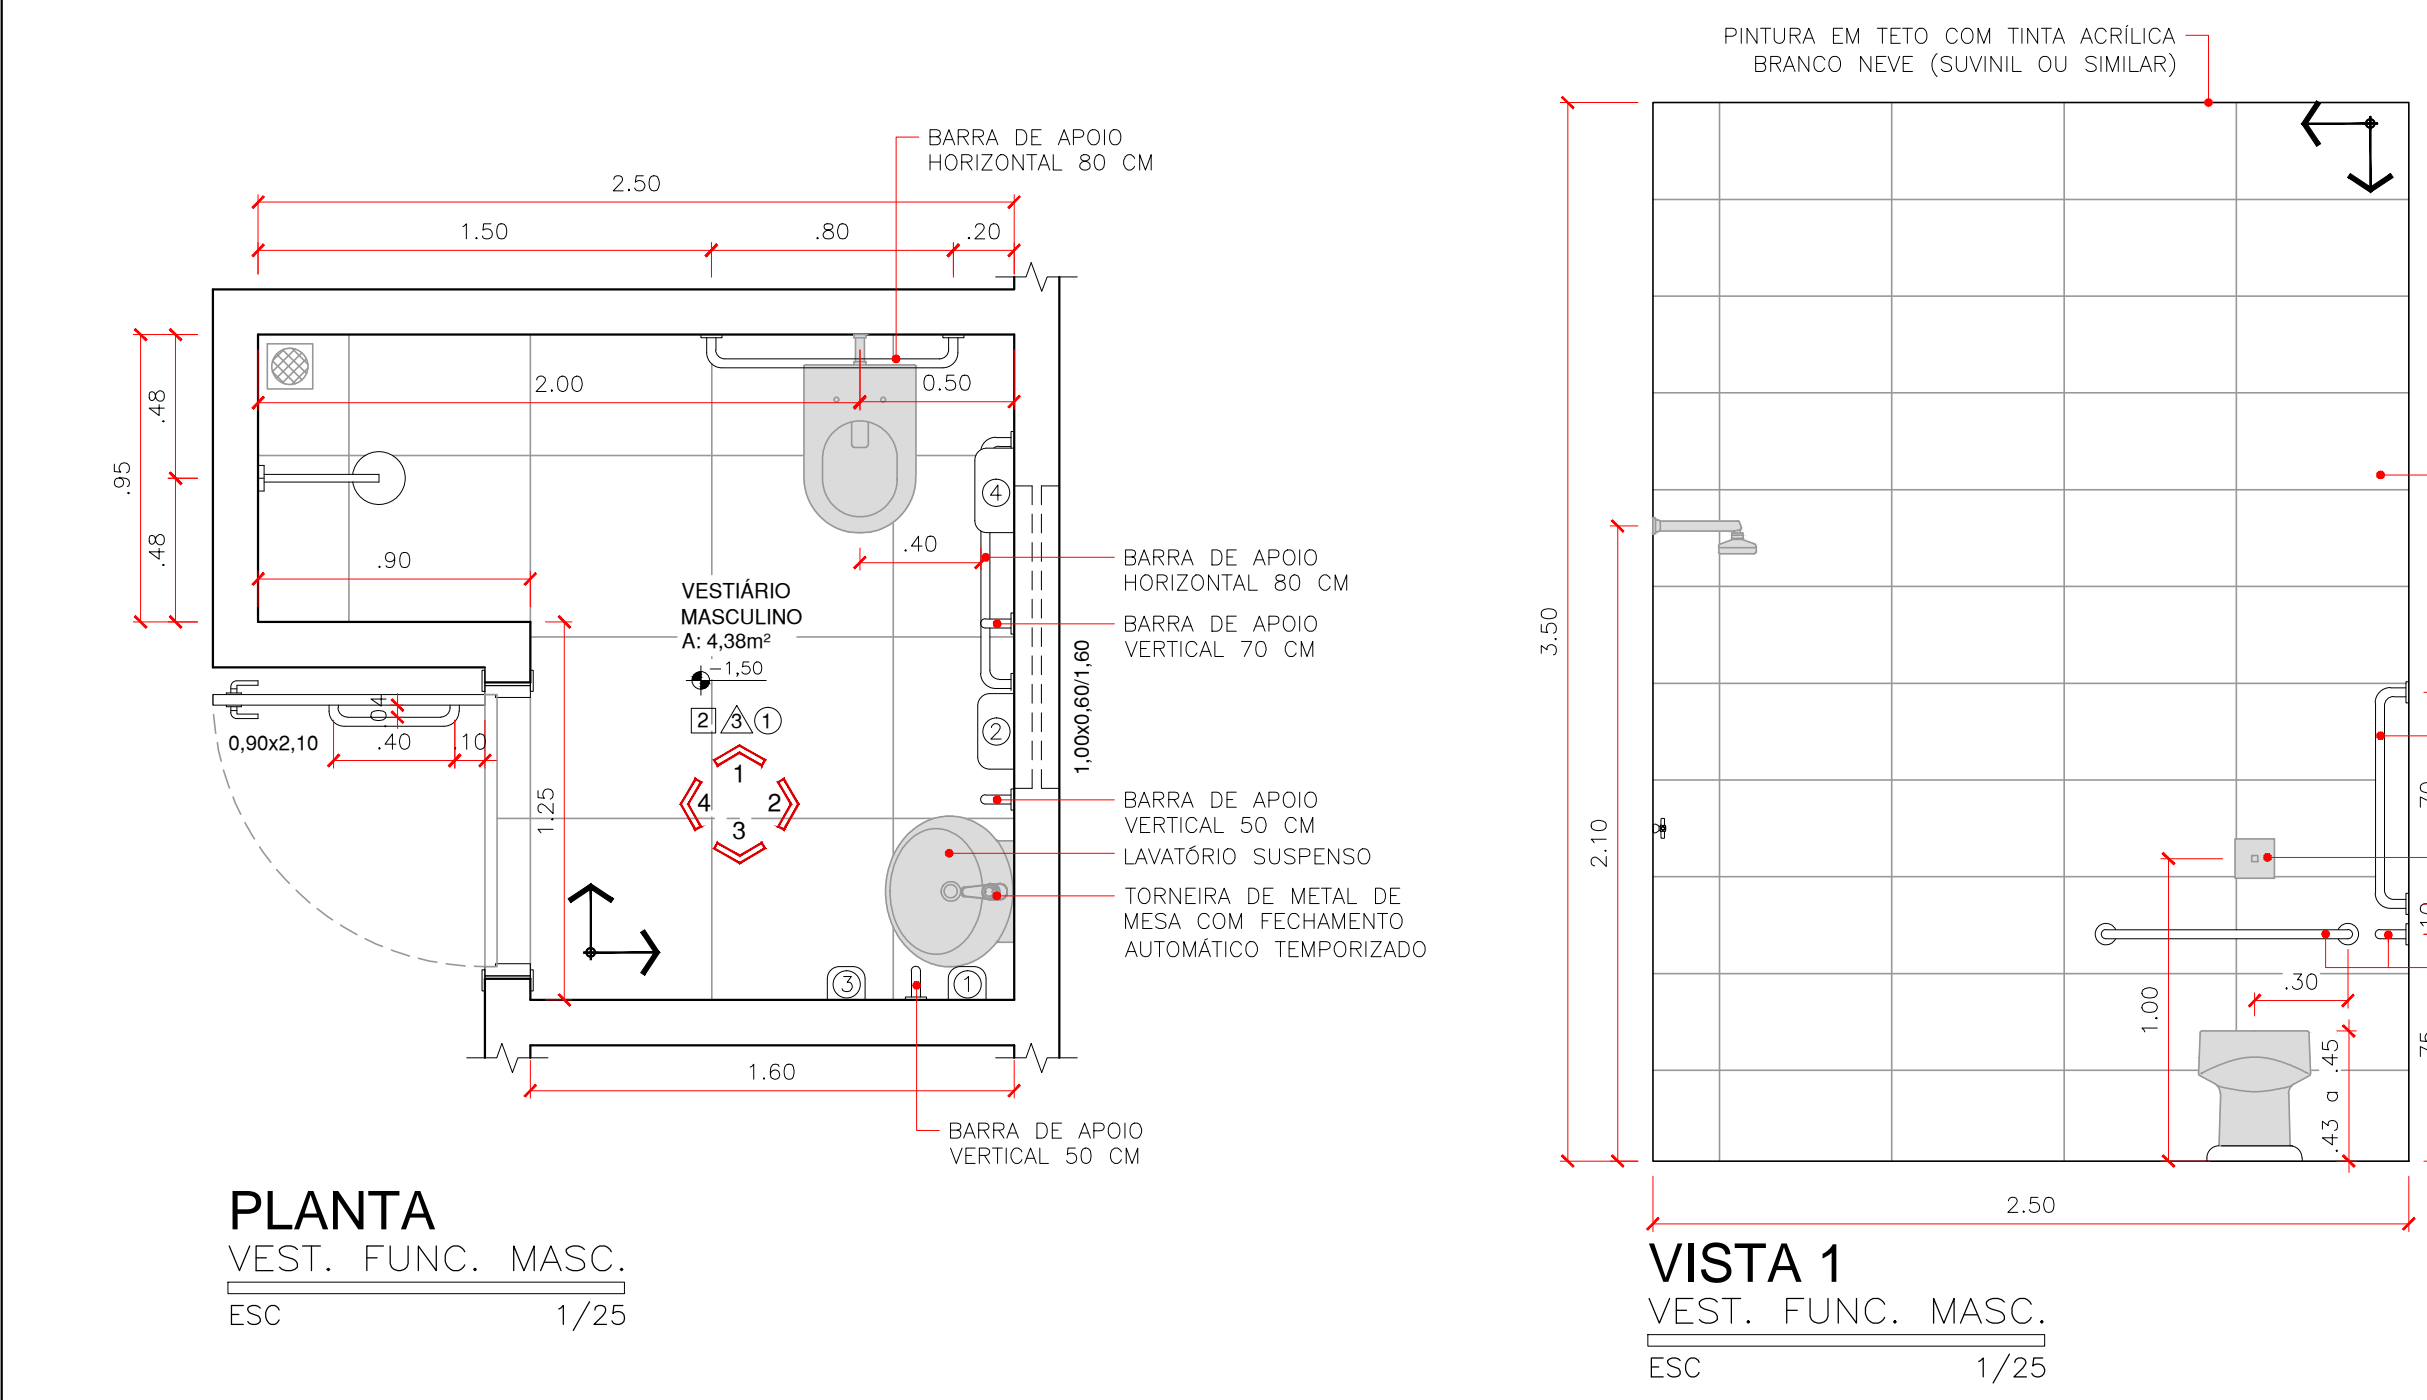 BARRA DE APOIO
HORIZONTAL 80 CM
2.50
1.50
.80
.20
.95
.48
.48
2.00
0.50
.90
.40
4
VESTIÁRIO
MASCULINO
A: 4,38m²
-1,50
2
3
1
1
2
3
4
BARRA DE APOIO
HORIZONTAL 80 CM
BARRA DE APOIO
VERTICAL 70 CM
2
1,00x0,60/1,60
.04
0,90x2,10
.40
.10
1.25
BARRA DE APOIO
VERTICAL 50 CM
LAVATÓRIO SUSPENSO
TORNEIRA DE METAL DE
MESA COM FECHAMENTO
AUTOMÁTICO TEMPORIZADO
3
1
1.60
BARRA DE APOIO
VERTICAL 50 CM
PLANTA
VEST. FUNC. MASC.
ESC 1/25
PINTURA EM TETO COM TINTA ACRÍLICA
BRANCO NEVE (SUVINIL OU SIMILAR)
3.50
2.10
1.00
.30
.43 a .45
2.50
VISTA 1
VEST. FUNC. MASC.
ESC 1/25